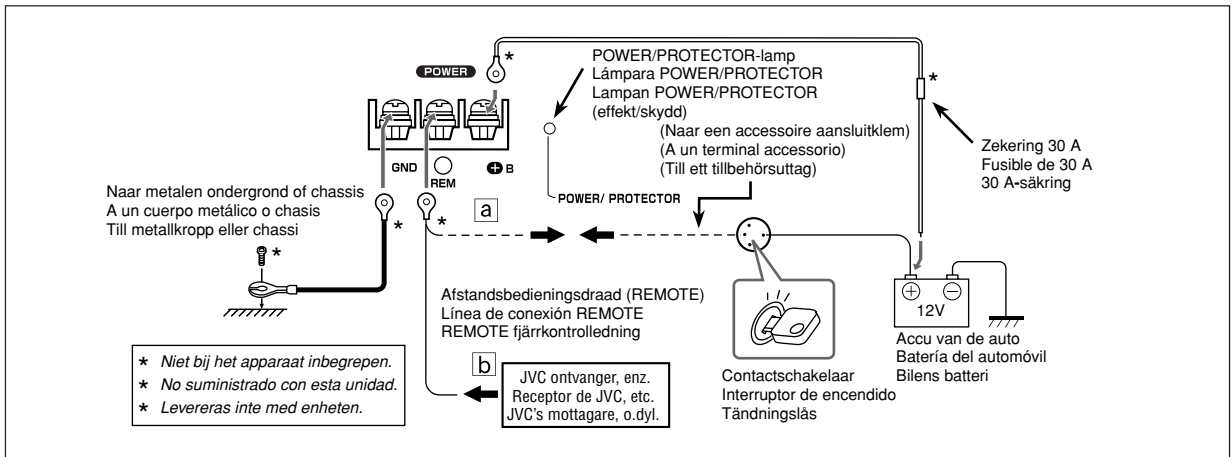 POWER
*
POWER/PROTECTOR-lamp
Lámpara POWER/PROTECTOR
Lampan POWER/PROTECTOR
(effekt/skydd)
(Naar een accessoire aansluitklem)
(A un terminal accessorio)
(Till ett tillbehörsuttag)
*
Zekering 30 A
Fusible de 30 A
30 A-säkring
GND
REM
+ B
POWER/ PROTECTOR
Naar metalen ondergrond of chassis
A un cuerpo metálico o chasis
Till metallkropp eller chassi
*
*
*
a
+ −
12V
Accu van de auto
Batería del automóvil
Bilens batteri
Afstandsbedieningsdraad (REMOTE)
Línea de conexión REMOTE
REMOTE fjärrkontrolledning
Contactschakelaar
Interruptor de encendido
Tändningslås
b
JVC ontvanger, enz.
Receptor de JVC, etc.
JVC's mottagare, o.dyl.
* Niet bij het apparaat inbegrepen.
* No suministrado con esta unidad.
* Levereras inte med enheten.